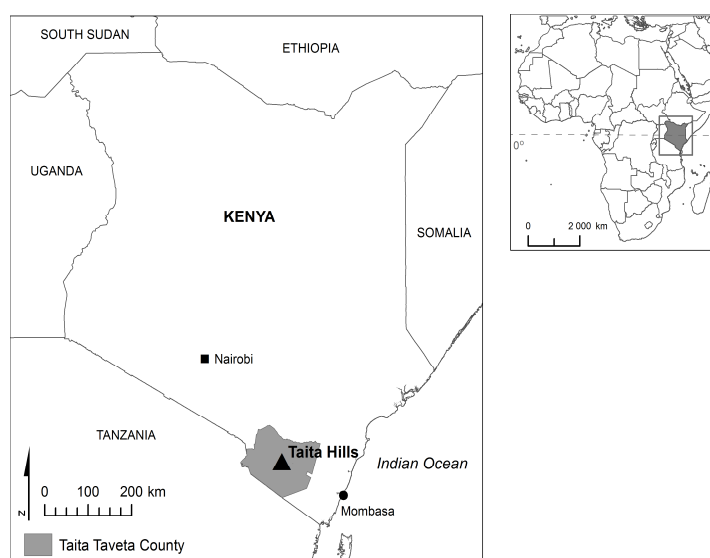 SOUTH SUDAN
ETHIOPIA
UGANDA
KENYA
SOMALIA
Nairobi
TANZANIA
Taita Hills
Indian Ocean
0 100 200 km
N
Mombasa
Taita Taveta County
0°
0 2 000 km